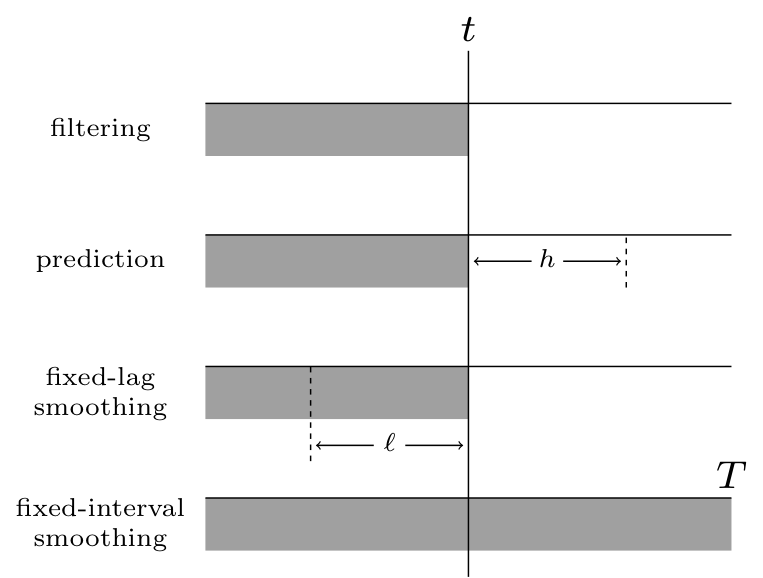 t
filtering
prediction
h
fixed-lag
smoothing
ℓ
T
fixed-interval
smoothing